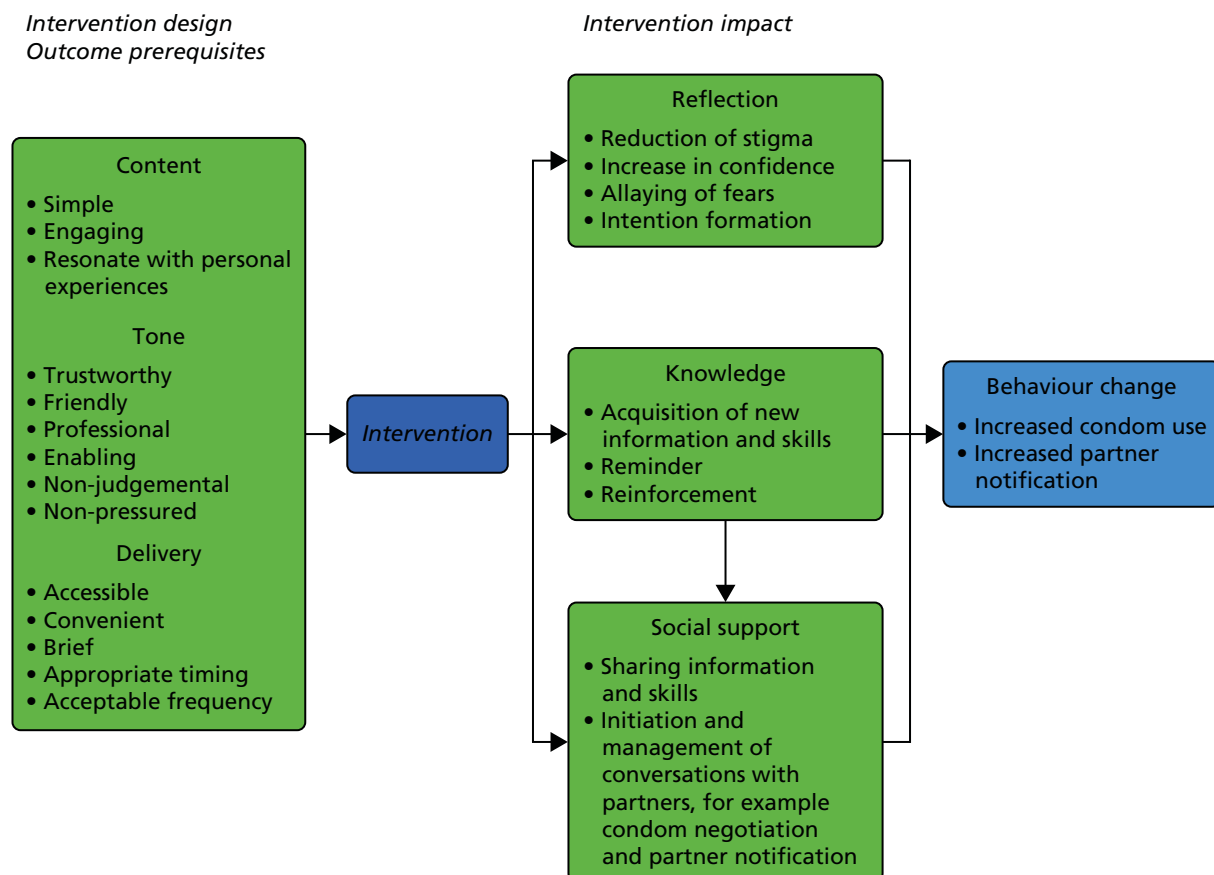 Intervention design
Outcome prerequisites
Intervention impact
Content
• Simple
• Engaging
• Resonate with personal
experiences
Tone
• Trustworthy
• Friendly
• Professional
• Enabling
• Non-judgemental
• Non-pressured
Delivery
• Accessible
• Convenient
• Brief
• Appropriate timing
• Acceptable frequency
Intervention
Reflection
• Reduction of stigma
• Increase in confidence
• Allaying of fears
• Intention formation
Knowledge
• Acquisition of new
information and skills
• Reminder
• Reinforcement
Social support
• Sharing information
and skills
• Initiation and
management of
conversations with
partners, for example
condom negotiation
and partner notification
Behaviour change
• Increased condom use
• Increased partner
notification